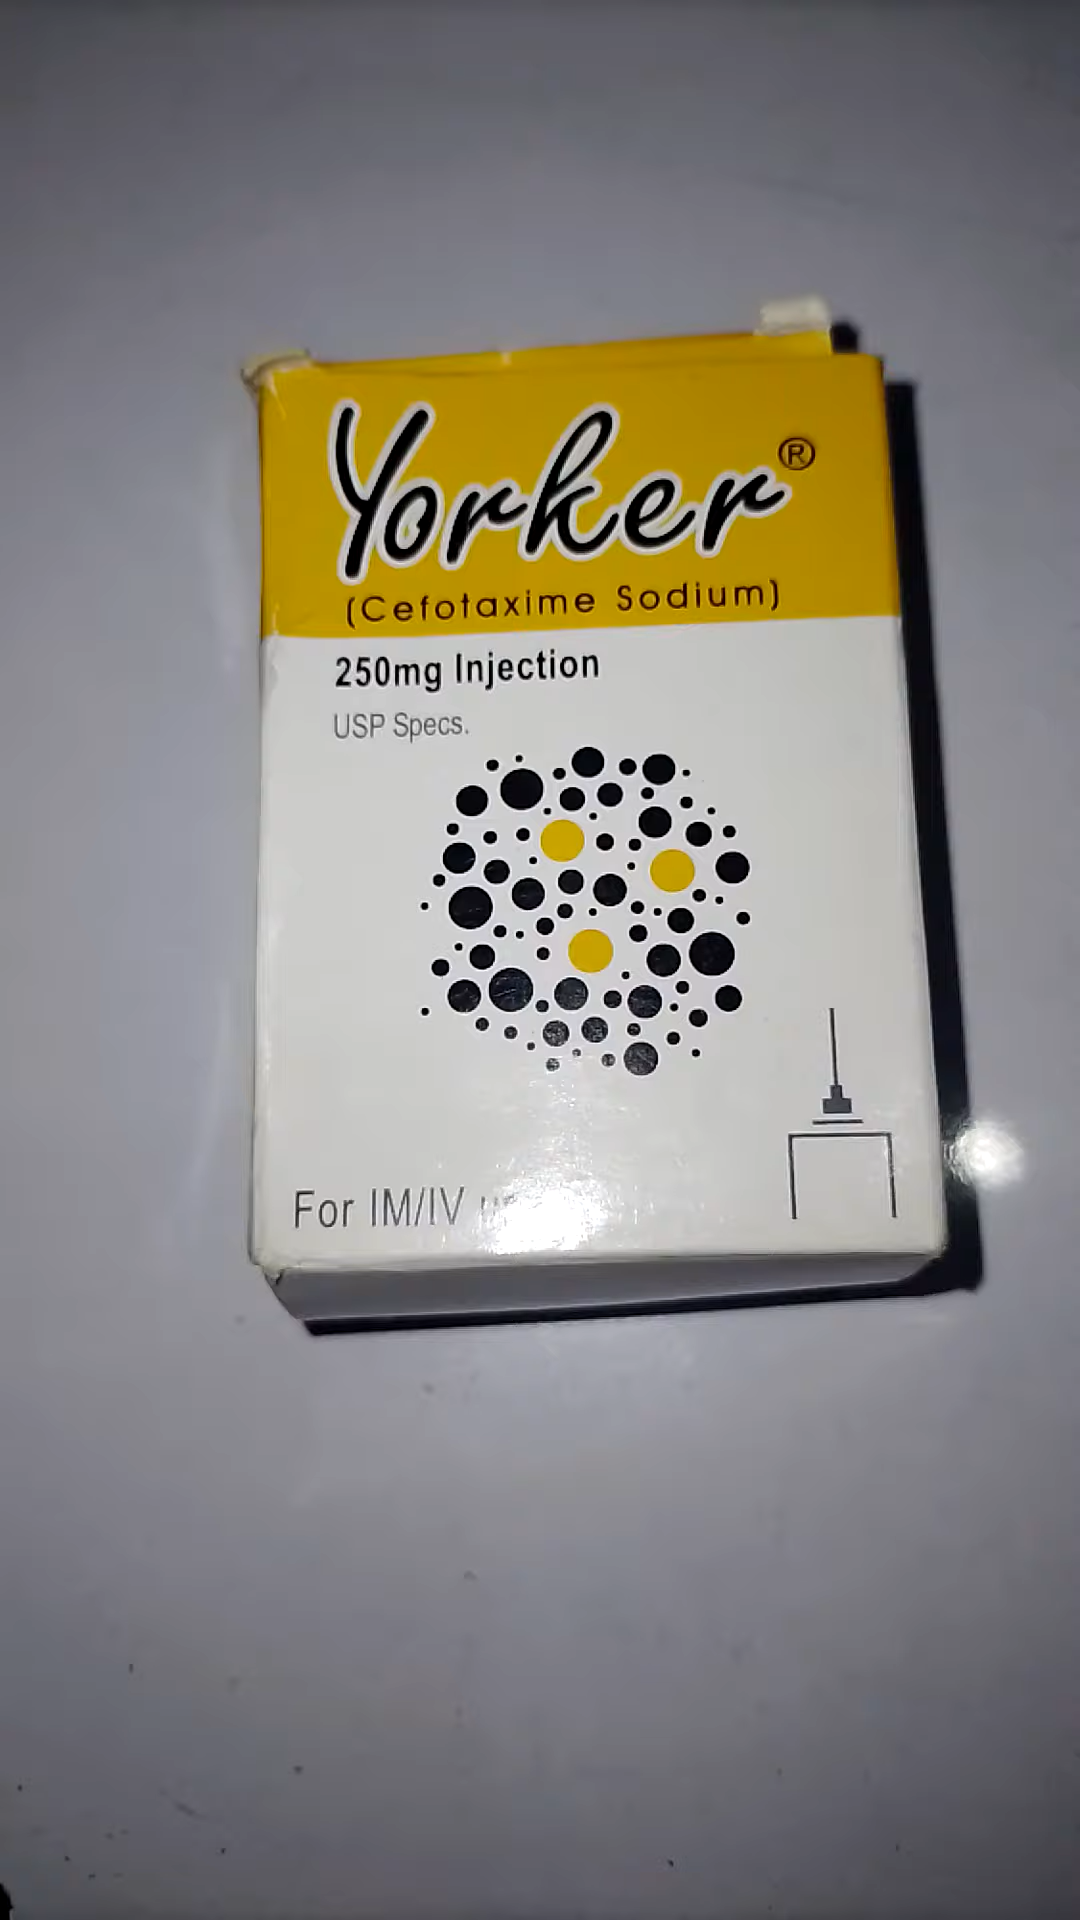 Yorker®
(Cefotaxime Sodium)
250mg Injection
USP Specs.
For IM/IV